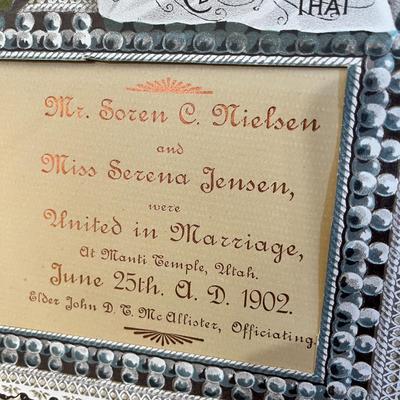 THAT
Mr. Soren C. Nielsen
and
Miss Serena Jensen,
were
United in Marriage,
At Manti Temple, Utah.
June 25th. A. D. 1902.
Elder John D. T. McAllister, Officiating.